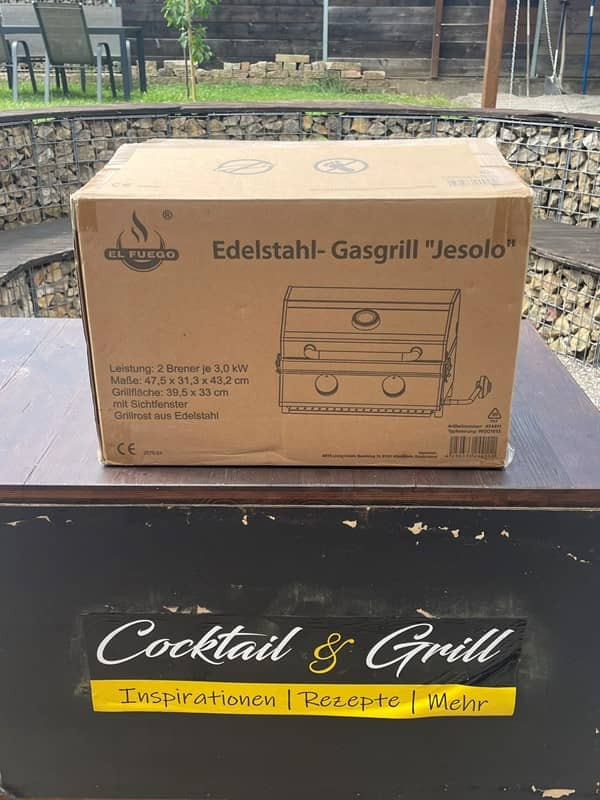 ®
EL FUEGO
Edelstahl- Gasgrill "Jesolo"
Leistung: 2 Brener je 3,0 kW
Maße: 47,5 x 31,3 x 43,2 cm
Grillfläche: 39,5 x 33 cm
mit Sichtfenster
Grillrost aus Edelstahl
CE
Cocktail & Grill
Inspirationen | Rezepte | Mehr